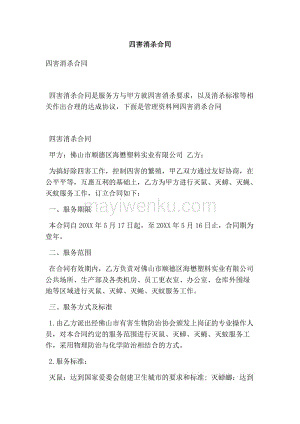 四害消杀合同
四害消杀合同
四害消杀合同是服务方与甲方就四害消杀要求，以及消杀标准等相
关作出合理的达成协议，下面是管理资料网四害消杀合同
四害消杀合同
甲方：佛山市顺德区海懋塑料实业有限公司 乙方：
为搞好除四害工作，控制四害的繁殖，甲乙双方通过友好协商，在
公平平等，互惠互利的基础上，乙方为甲方进行灭鼠、灭蟑、灭蝇、
灭蚊服务工作，订立合同如下：
一、服务期限
本合同自 20XX 年 5 月 17 日起，至 20XX 年 5 月 16 日止，合同期为
壹年。
二、服务范围
在合同有效期内，乙方负责对佛山市顺德区海懋塑料实业有限公司
公共场所、生产部及各类机房、员工更衣室、办公室、仓库外围绿
地等区域进行灭鼠、灭蟑、灭蝇、灭蚊服务工作。
三、服务方式及标准
1.由乙方派出经佛山市有害生物防治协会颁发上岗证的专业操作人
员，对本合同约定的服务范围进行灭鼠、灭蟑、灭蝇、灭蚊服务工
作，采用物理防治与化学防治相结合的方式。
2.服务标准：
灭鼠：达到国家爱委会创建卫生城市的要求和标准；灭蟑螂：达到
mayiwenku.com